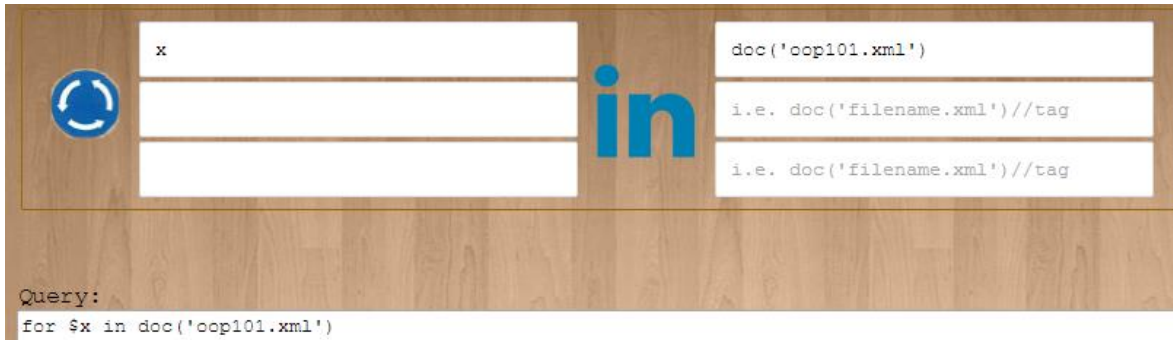 x
doc('oop101.xml')
in
i.e. doc('filename.xml')//tag
i.e. doc('filename.xml')//tag
Query:
for $x in doc('oop101.xml')